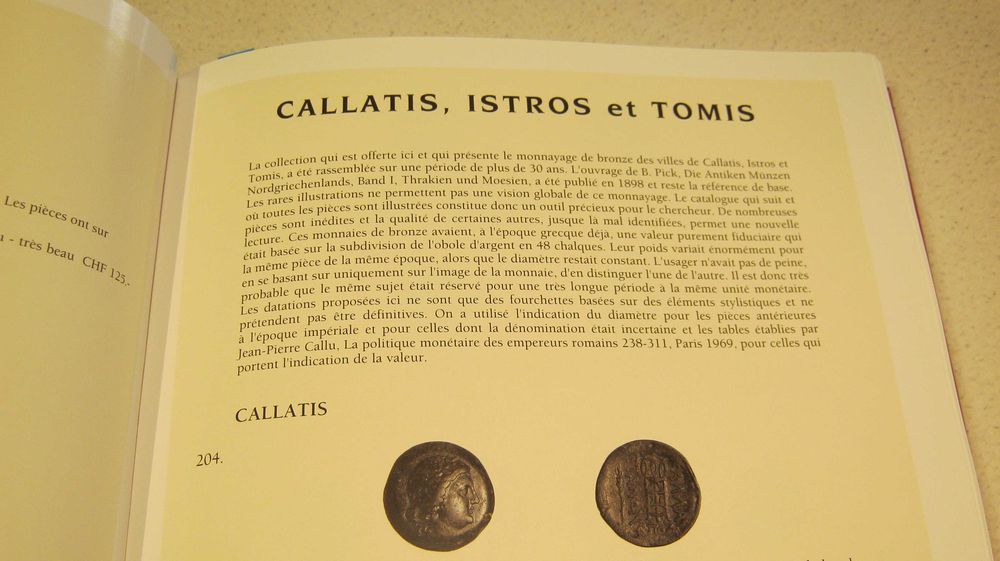 Les pièces ont sur
- très beau CHF 125.-
CALLATIS, ISTROS et TOMIS
La collection qui est offerte ici et qui présente le monnayage de bronze des villes de Callatis, Istros et
Tomis, a été rassemblée sur une période de plus de 30 ans. L'ouvrage de B. Pick, Die Antiken Münzen
Nordgriechenlands, Band I, Thrakien und Moesien, a été publié en 1898 et reste la référence de base.
Les rares illustrations ne permettent pas une vision globale de ce monnayage. Le catalogue qui suit et
où toutes les pièces sont illustrées constitue donc un outil précieux pour le chercheur. De nombreuses
pièces sont inédites et la qualité de certaines autres, jusque là mal identifiées, permet une nouvelle
lecture. Ces monnaies de bronze avaient, à l'époque grecque déjà, une valeur purement fiduciaire qui
était basée sur la subdivision de l'obole d'argent en 48 chalques. Leur poids variait énormément pour
la même pièce de la même époque, alors que le diamètre restait constant. L'usager n'avait pas de peine,
en se basant sur uniquement sur l'image de la monnaie, d'en distinguer l'une de l'autre. Il est donc très
probable que le même sujet était réservé pour une très longue période à la même unité monétaire.
Les datations proposées ici ne sont que des fourchettes basées sur des éléments stylistiques et ne
prétendent pas être définitives. On a utilisé l'indication du diamètre pour les pièces antérieures
à l'époque impériale et pour celles dont la dénomination était incertaine et les tables établies par
Jean-Pierre Callu, La politique monétaire des empereurs romains 238-311, Paris 1969, pour celles qui
portent l'indication de la valeur.
CALLATIS
204.